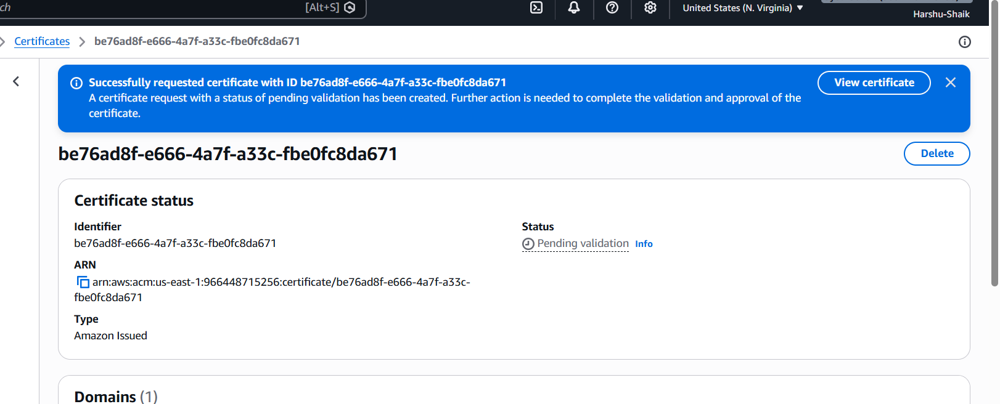 ch [Alt+S] United States (N. Virginia)
Harshu-Shaik
Certificates be76ad8f-e666-4a7f-a33c-fbe0fc8da671
Successfully requested certificate with ID be76ad8f-e666-4a7f-a33c-fbe0fc8da671
View certificate
A certificate request with a status of pending validation has been created. Further action is needed to complete the validation and approval of the
certificate.
be76ad8f-e666-4a7f-a33c-fbe0fc8da671
Delete
Certificate status
Identifier
be76ad8f-e666-4a7f-a33c-fbe0fc8da671
ARN
arn:aws:acm:us-east-1:966448715256:certificate/be76ad8f-e666-4a7f-a33c-
fbe0fc8da671
Type
Amazon Issued
Status
Pending validation Info
Domains (1)